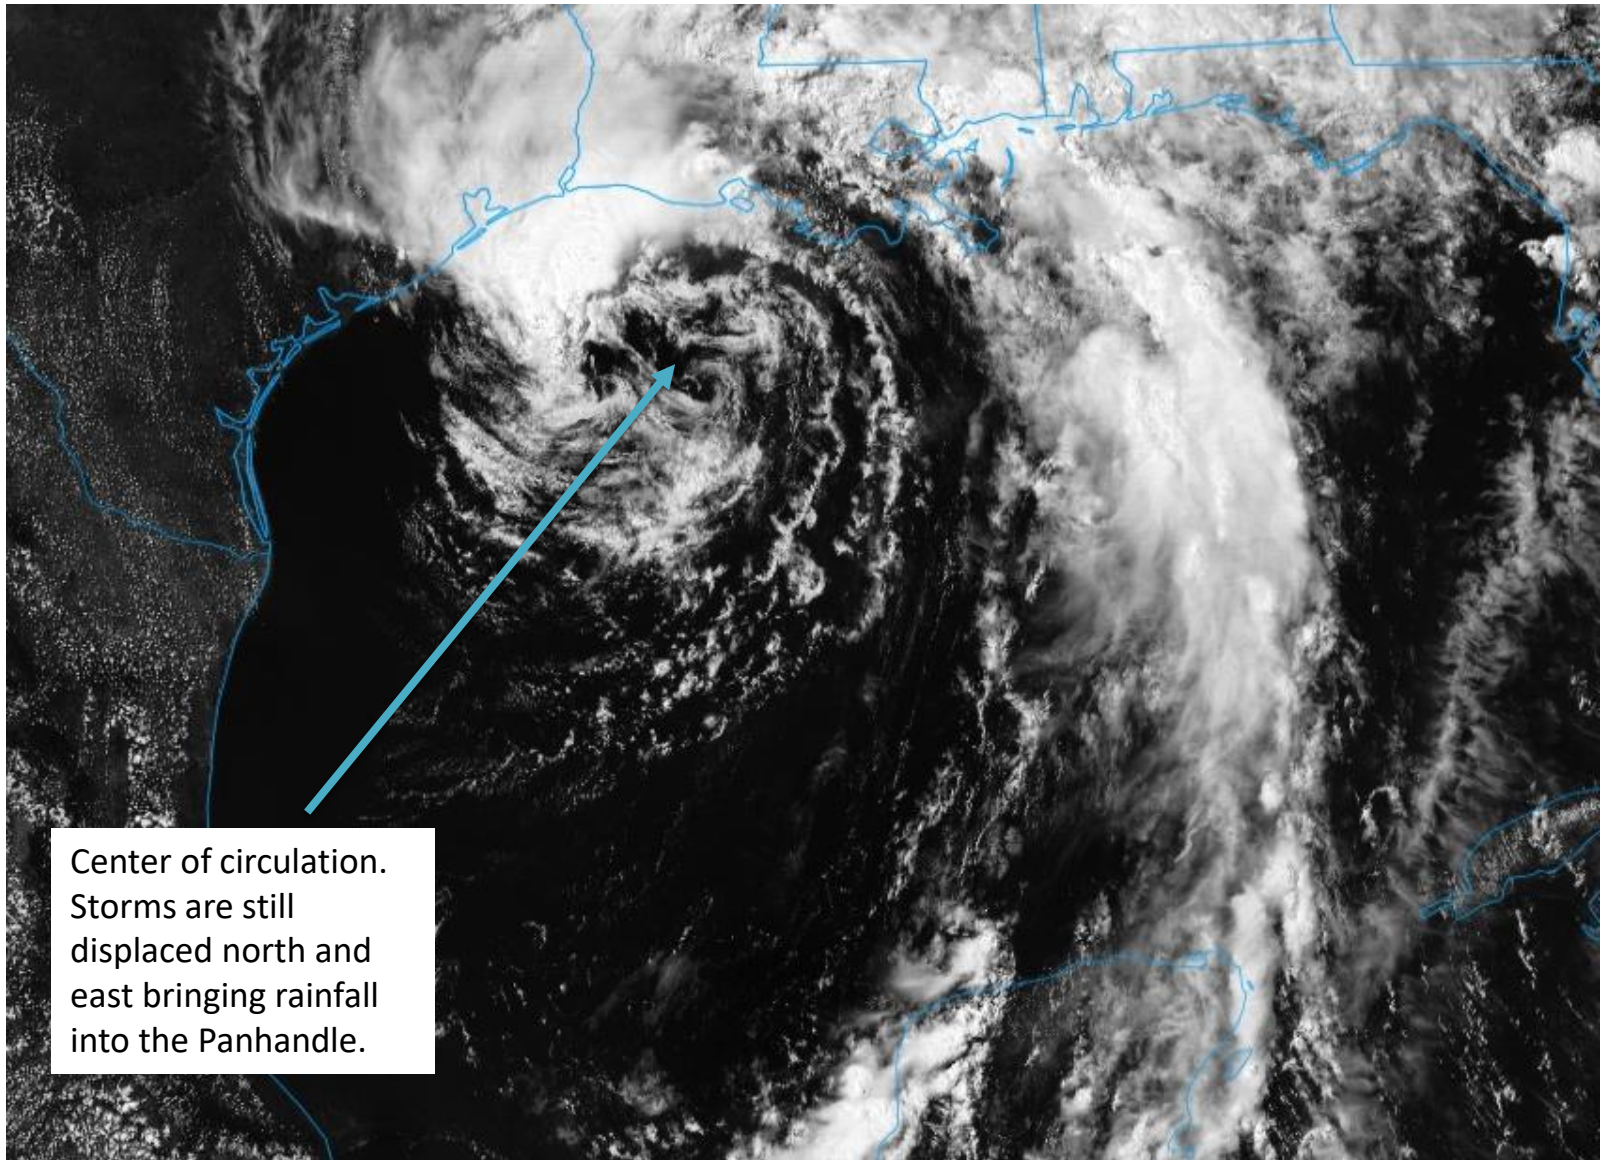 Center of circulation.
Storms are still
displaced north and
east bringing rainfall
into the Panhandle.